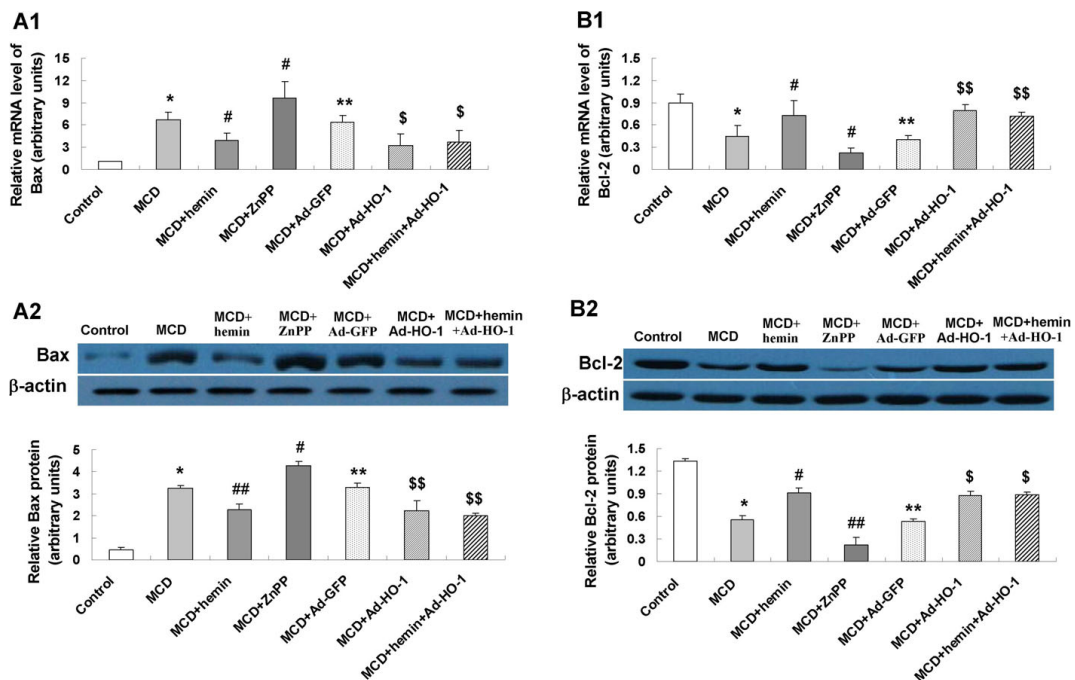 A1
Relative mRNA level of
Bax (arbitrary units)
15
12
9
6
3
0
*
#
#
**
$
$
Control
MCD
MCD+hemin
MCD+ZnPP
MCD+Ad-GFP
MCD+Ad-HO-1
MCD+hemin+Ad-HO-1
B1
Relative mRNA level of
Bcl-2 (arbitrary units)
1.5
1.2
0.9
0.6
0.3
0
*
#
#
**
$$
$$
Control
MCD
MCD+hemin
MCD+ZnPP
MCD+Ad-GFP
MCD+Ad-HO-1
MCD+hemin+Ad-HO-1
A2
Control
MCD
MCD+
hemin
MCD+
ZnPP
MCD+
Ad-GFP
MCD+
Ad-HO-1
MCD+hemin
+Ad-HO-1
Bax
β-actin
Relative Bax protein
(arbitrary units)
5
4
3
2
1
0
*
##
#
**
$$
$$
Control
MCD
MCD+hemin
MCD+ZnPP
MCD+Ad-GFP
MCD+Ad-HO-1
MCD+hemin+Ad-HO-1
B2
Control
MCD
MCD+
hemin
MCD+
ZnPP
MCD+
Ad-GFP
MCD+
Ad-HO-1
MCD+hemin
+Ad-HO-1
Bcl-2
β-actin
Relative Bcl-2 protein
(arbitrary units)
1.5
1.2
0.9
0.6
0.3
0
*
#
##
**
$
$
Control
MCD
MCD+hemin
MCD+ZnPP
MCD+Ad-GFP
MCD+Ad-HO-1
MCD+hemin+Ad-HO-1